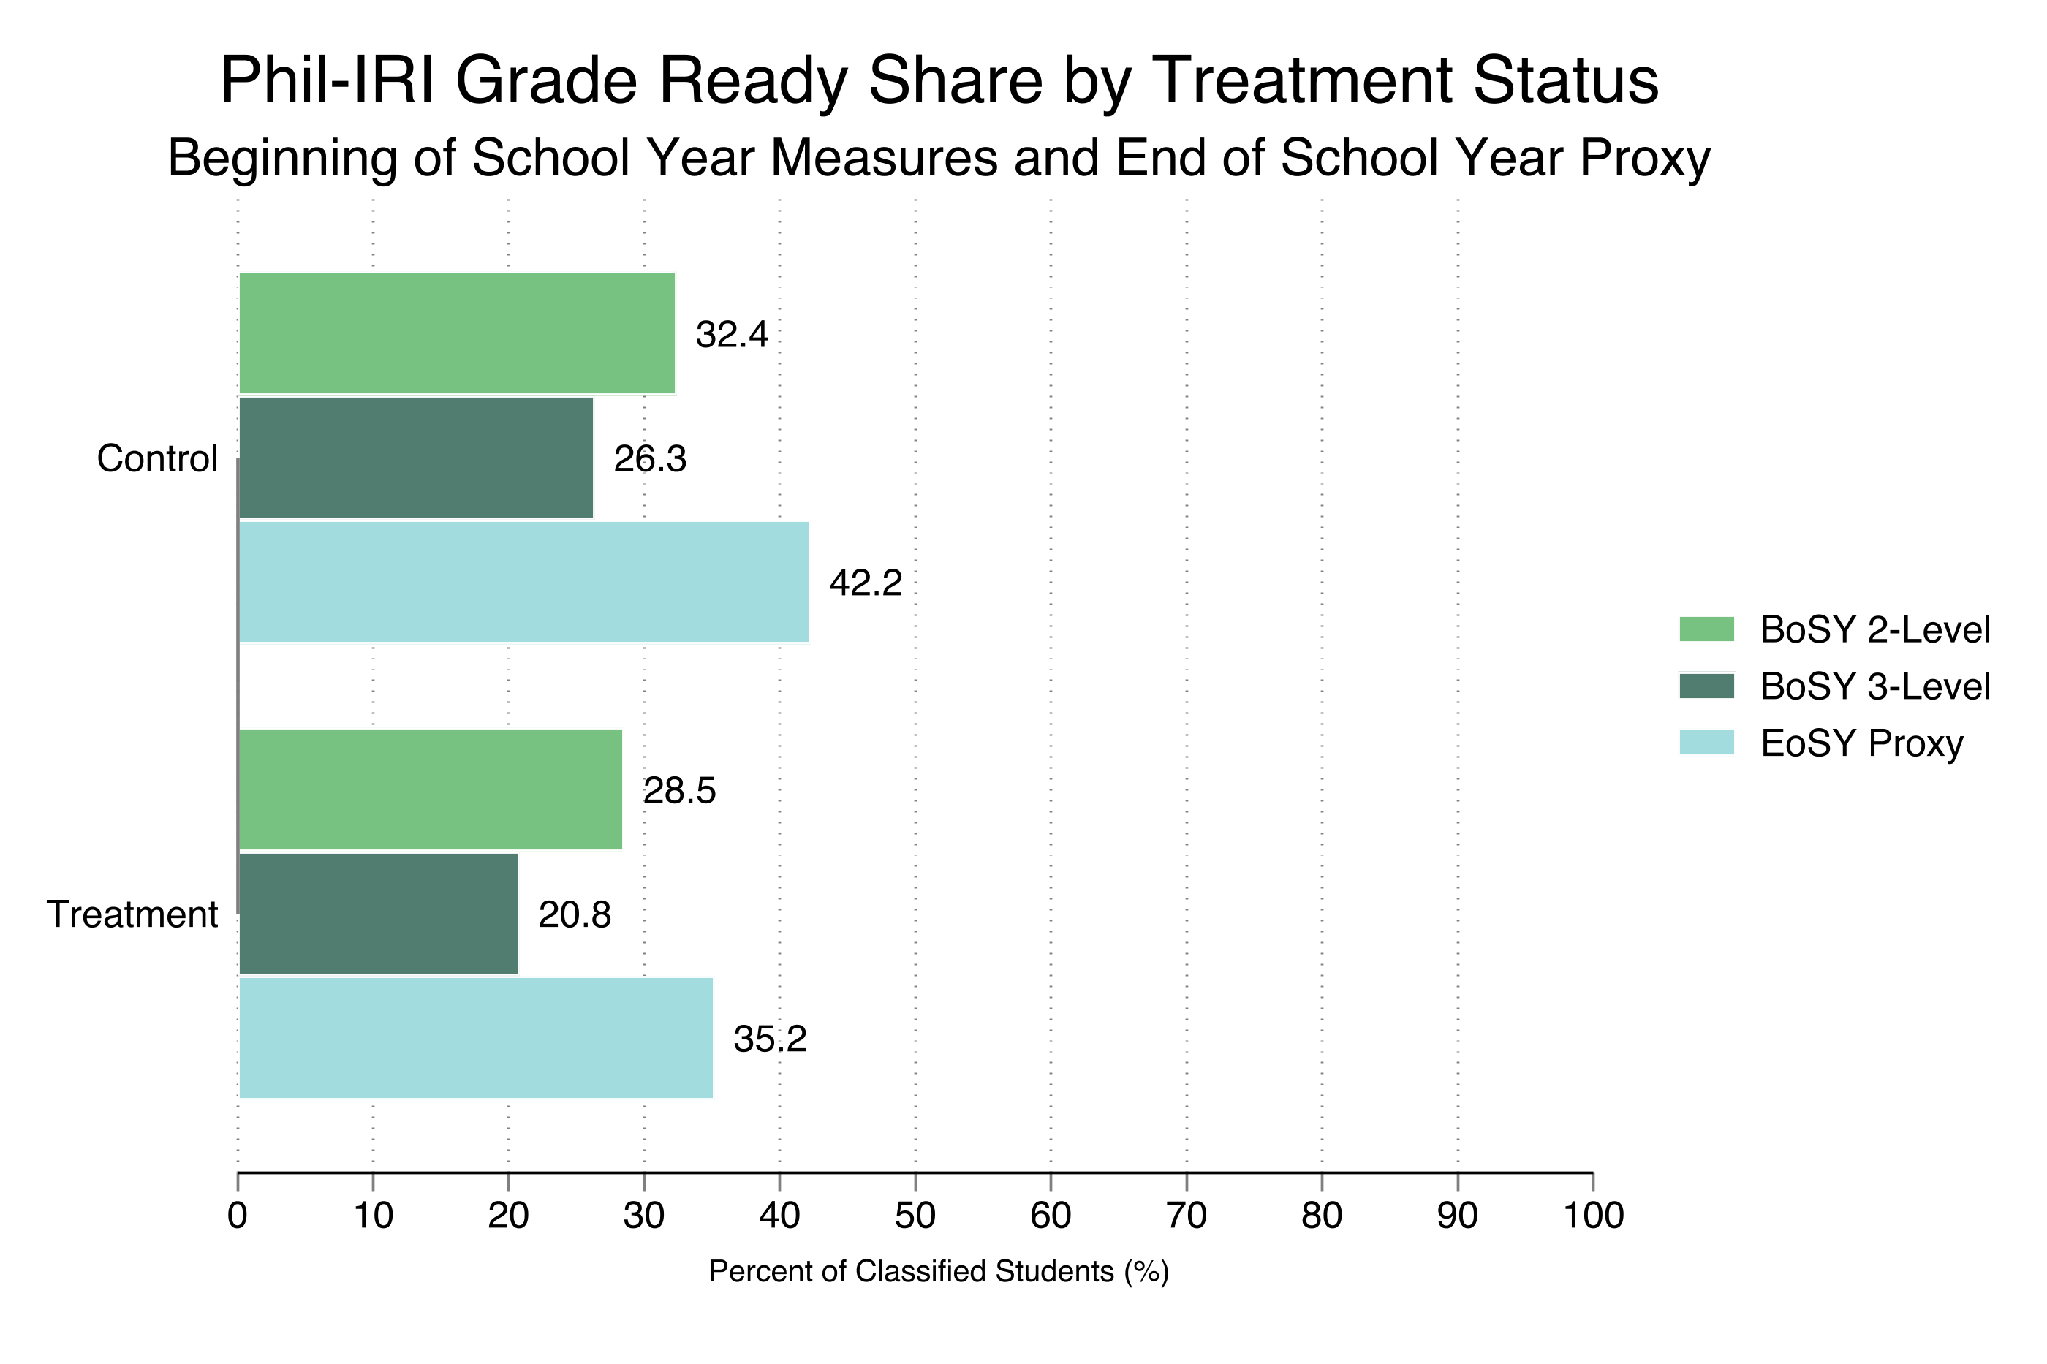 Phil-IRI Grade Ready Share by Treatment Status
Beginning of School Year Measures and End of School Year Proxy
32.4
Control
26.3
42.2
28.5
Treatment
20.8
35.2
BoSY 2-Level
BoSY 3-Level
EoSY Proxy
0 10 20 30 40 50 60 70 80 90 100
Percent of Classified Students (%)